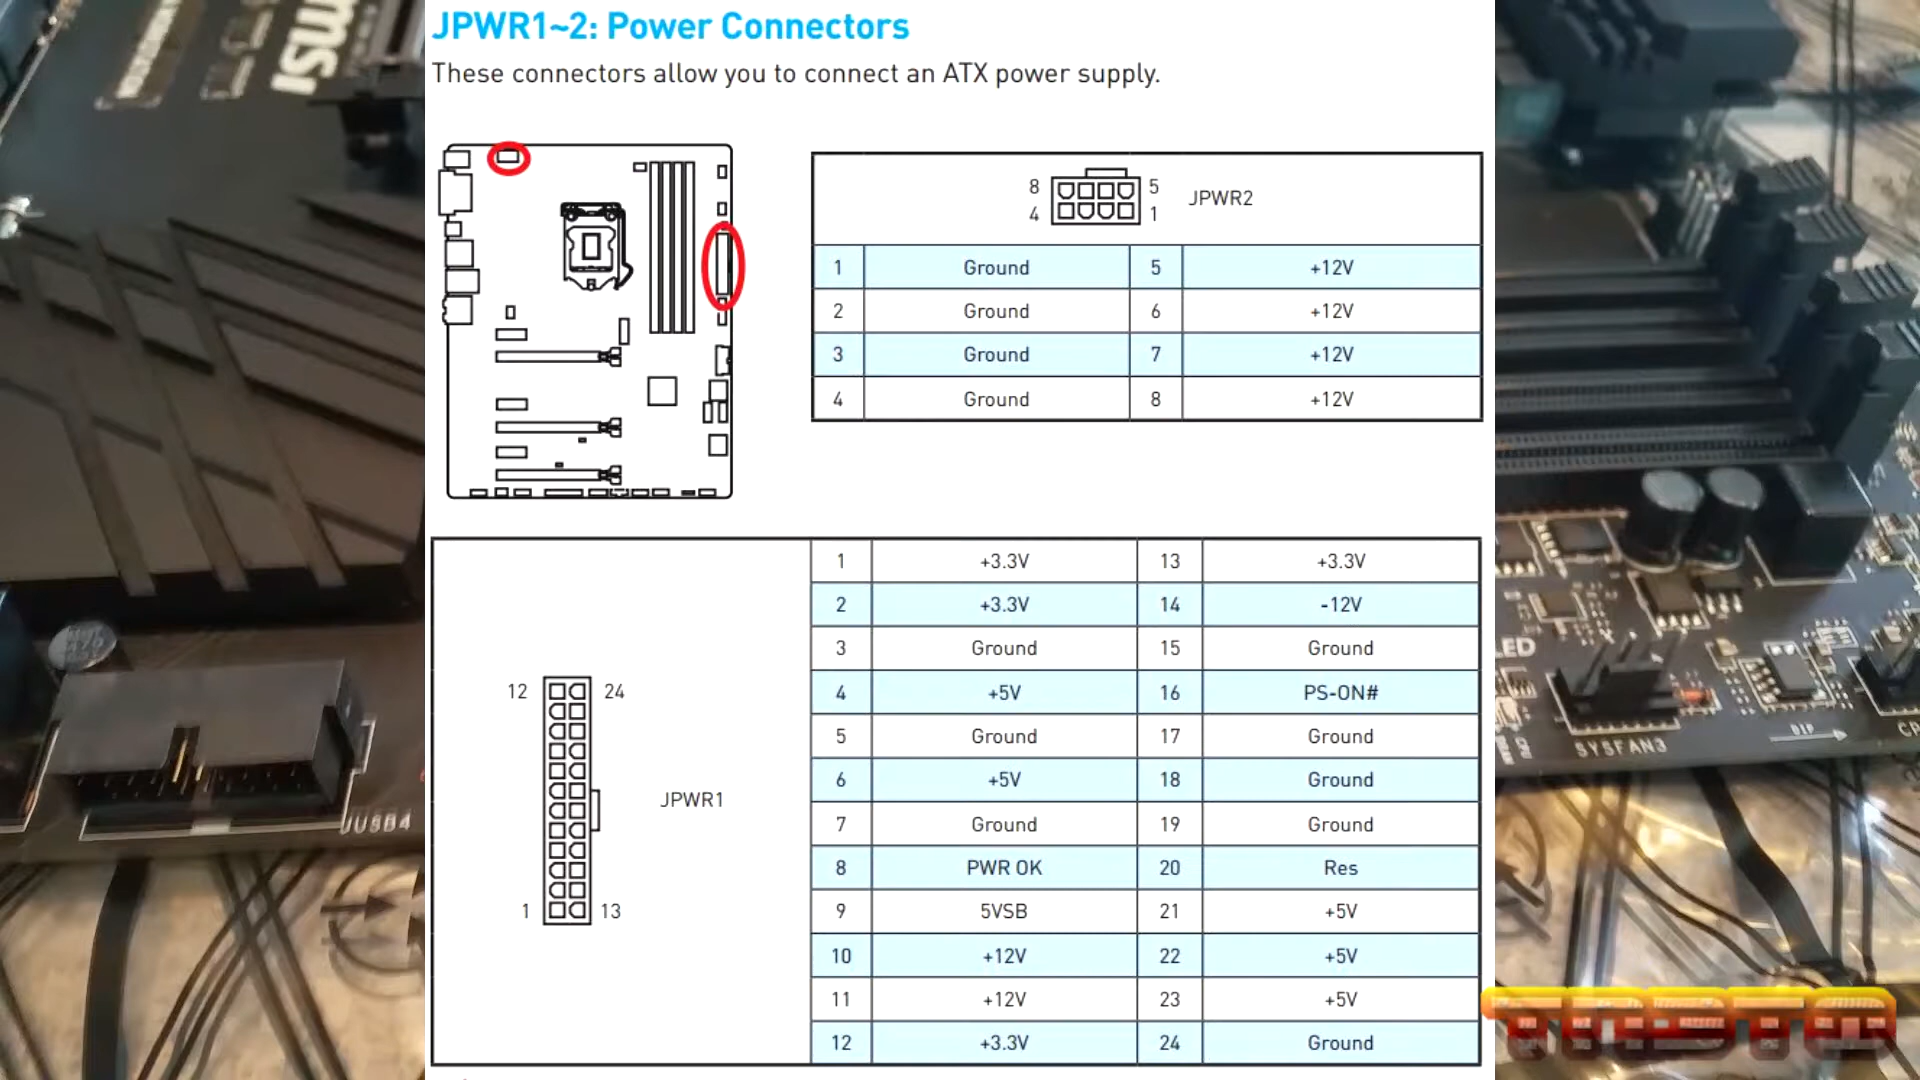 msi
JPWR1~2: Power Connectors
These connectors allow you to connect an ATX power supply.
8 5
4 1
JPWR2
1 Ground 5 +12V
2 Ground 6 +12V
3 Ground 7 +12V
4 Ground 8 +12V
12 24
JPWR1
1 13
1 +3.3V 13 +3.3V
2 +3.3V 14 -12V
3 Ground 15 Ground
4 +5V 16 PS-ON#
5 Ground 17 Ground
6 +5V 18 Ground
7 Ground 19 Ground
8 PWR OK 20 Res
9 5VSB 21 +5V
10 +12V 22 +5V
11 +12V 23 +5V
12 +3.3V 24 Ground
JUSB4
SYSFAN3